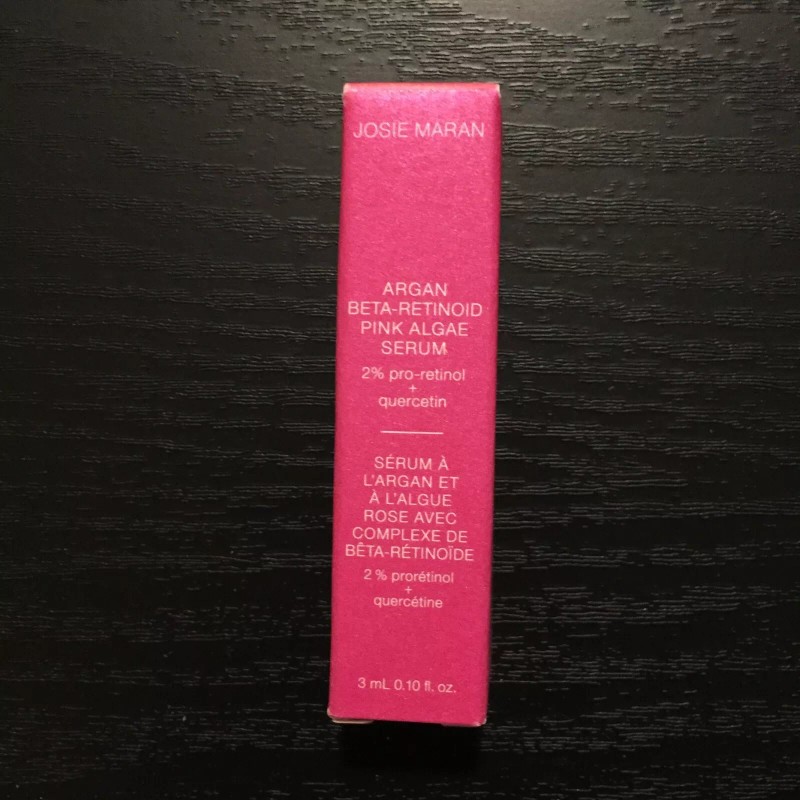 JOSIE MARAN
ARGAN
BETA-RETINOID
PINK ALGAE
SERUM
2% pro-retinol
+
quercetin
SÉRUM À
L'ARGAN ET
À L'ALGUE
ROSE AVEC
COMPLEXE DE
BÊTA-RÉTINOÏDE
2 % prorétinol
+
quercétine
3 mL 0.10 fl. oz.